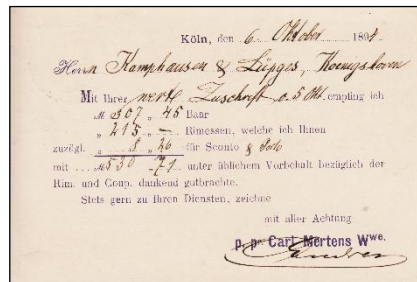 Köln, den 6. Oktober 1894
Herrn Kamphausen & Lüpges, Koenigshoven
Mit Ihrer werth. Zuschrift v. 5 Okt. empfing ich
M 307 „ 45 Baar
„ 215 „ — Rimessen, welche ich Ihnen
zuzügl. „ 8 „ 26 für Sconto & Porto
mit M 530 „ 71 unter üblichem Vorbehalt bezüglich der
Rim. und Coup. dankend gutbrachte.
Stets gern zu Ihren Diensten, zeichne
mit aller Achtung
p. pa. Carl Mertens Wwe.